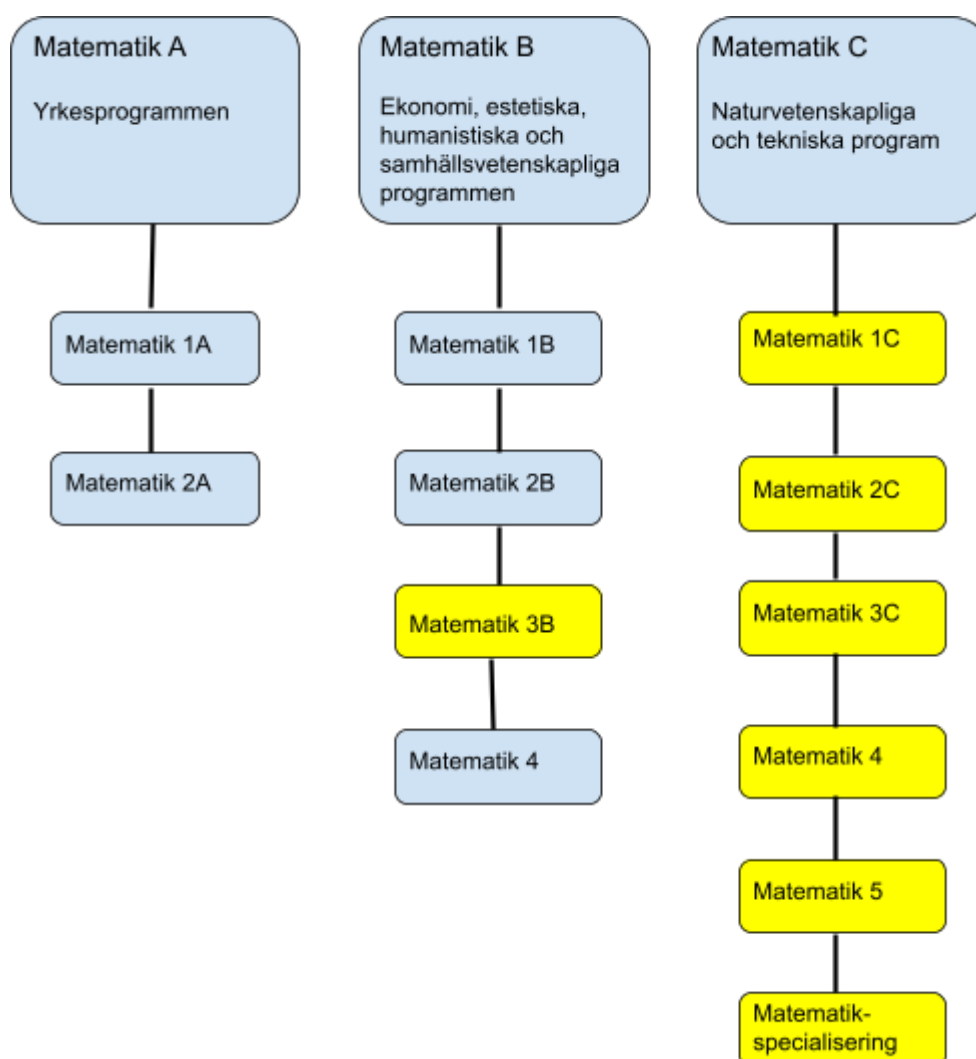 Matematik A
Yrkesprogrammen
Matematik 1A
Matematik 2A
Matematik B
Ekonomi, estetiska,
humanistiska och
samhällsvetenskapliga
programmen
Matematik 1B
Matematik 2B
Matematik 3B
Matematik 4
Matematik C
Naturvetenskapliga
och tekniska program
Matematik 1C
Matematik 2C
Matematik 3C
Matematik 4
Matematik 5
Matematik-
specialisering